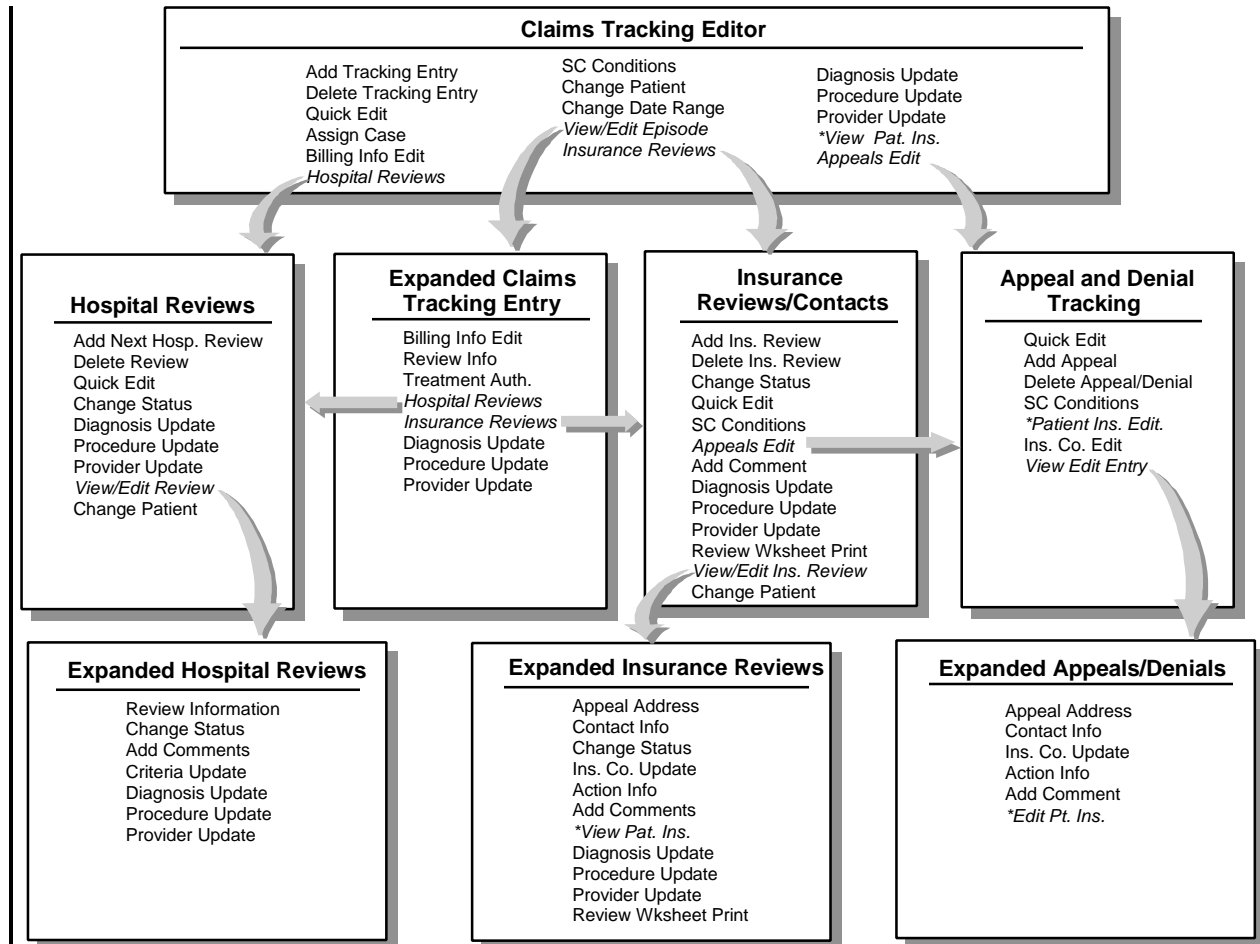 Claims Tracking Editor
Add Tracking Entry
Delete Tracking Entry
Quick Edit
Assign Case
Billing Info Edit
Hospital Reviews
SC Conditions
Change Patient
Change Date Range
View/Edit Episode
Insurance Reviews
Diagnosis Update
Procedure Update
Provider Update
*View Pat. Ins.
Appeals Edit
Hospital Reviews
Add Next Hosp. Review
Delete Review
Quick Edit
Change Status
Diagnosis Update
Procedure Update
Provider Update
View/Edit Review
Change Patient
Expanded Claims
Tracking Entry
Billing Info Edit
Review Info
Treatment Auth.
Hospital Reviews
Insurance Reviews
Diagnosis Update
Procedure Update
Provider Update
Insurance
Reviews/Contacts
Add Ins. Review
Delete Ins. Review
Change Status
Quick Edit
SC Conditions
Appeals Edit
Add Comment
Diagnosis Update
Procedure Update
Provider Update
Review Wksheet Print
View/Edit Ins. Review
Change Patient
Appeal and Denial
Tracking
Quick Edit
Add Appeal
Delete Appeal/Denial
SC Conditions
*Patient Ins. Edit.
Ins. Co. Edit
View Edit Entry
Expanded Hospital Reviews
Review Information
Change Status
Add Comments
Criteria Update
Diagnosis Update
Procedure Update
Provider Update
Expanded Insurance Reviews
Appeal Address
Contact Info
Change Status
Ins. Co. Update
Action Info
Add Comments
*View Pat. Ins.
Diagnosis Update
Procedure Update
Provider Update
Review Wksheet Print
Expanded Appeals/Denials
Appeal Address
Contact Info
Ins. Co. Update
Action Info
Add Comment
*Edit Pt. Ins.